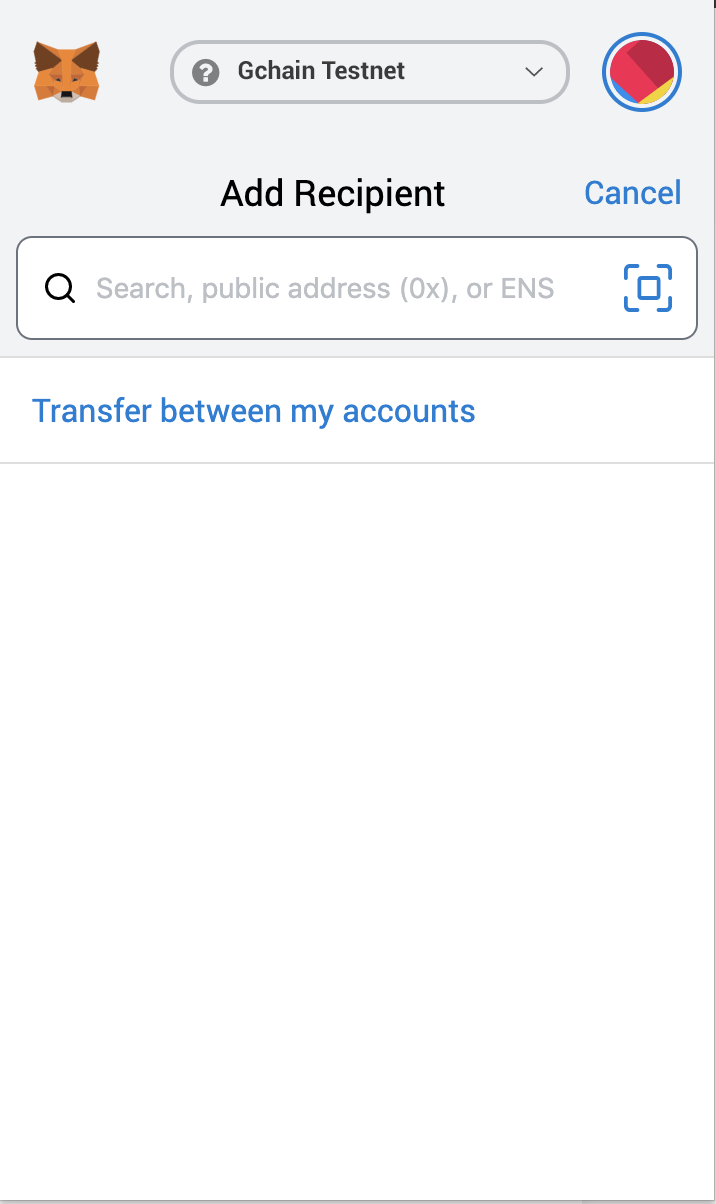 Gchain Testnet
Add Recipient
Cancel
Search, public address (0x), or ENS
Transfer between my accounts